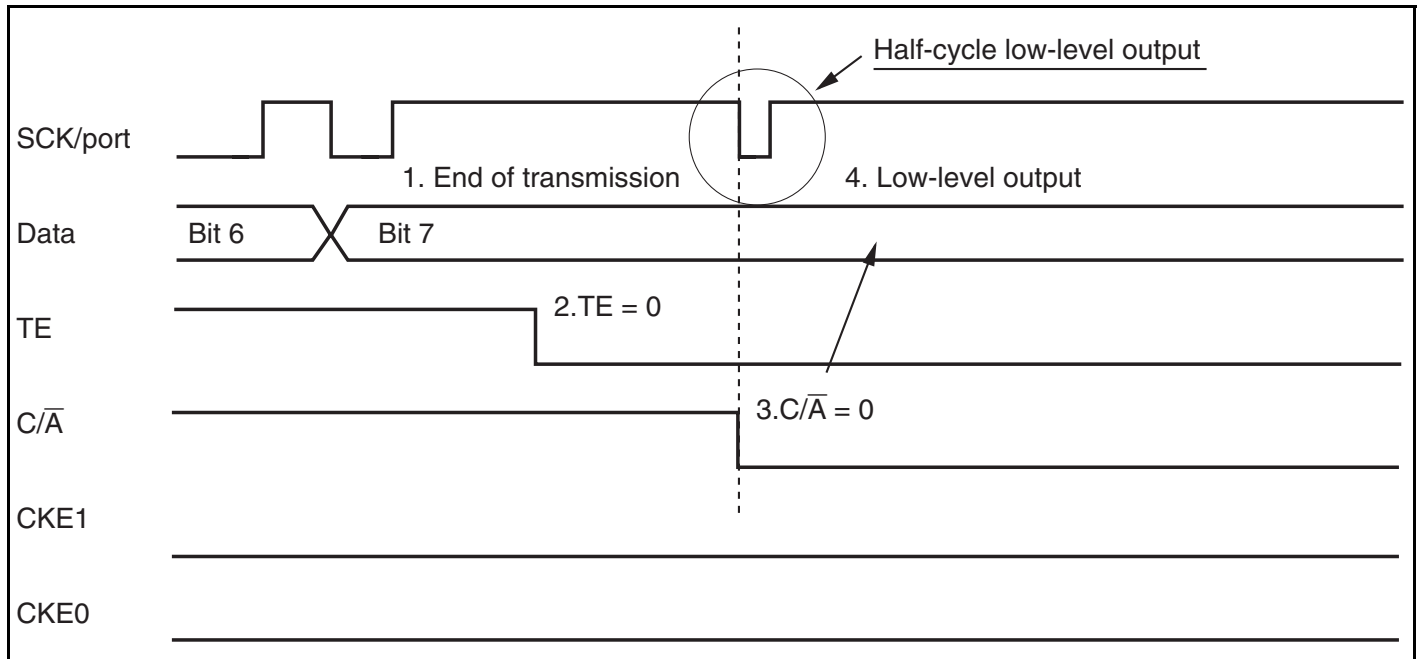 Half-cycle low-level output
SCK/port
1. End of transmission
4. Low-level output
Data
Bit 6
Bit 7
2.TE = 0
TE
3.C/A̅ = 0
C/A̅
CKE1
CKE0